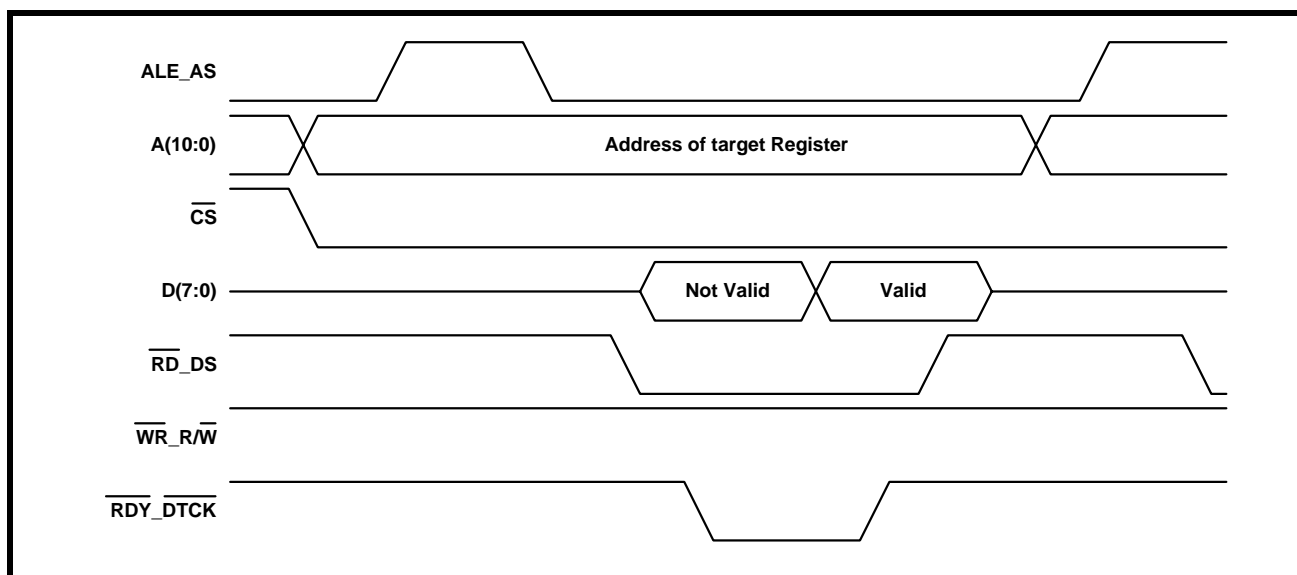 ALE_AS
A(10:0)
Address of target Register
CS
D(7:0)
Not Valid
Valid
RD_DS
WR_R/W
RDY_DTCK